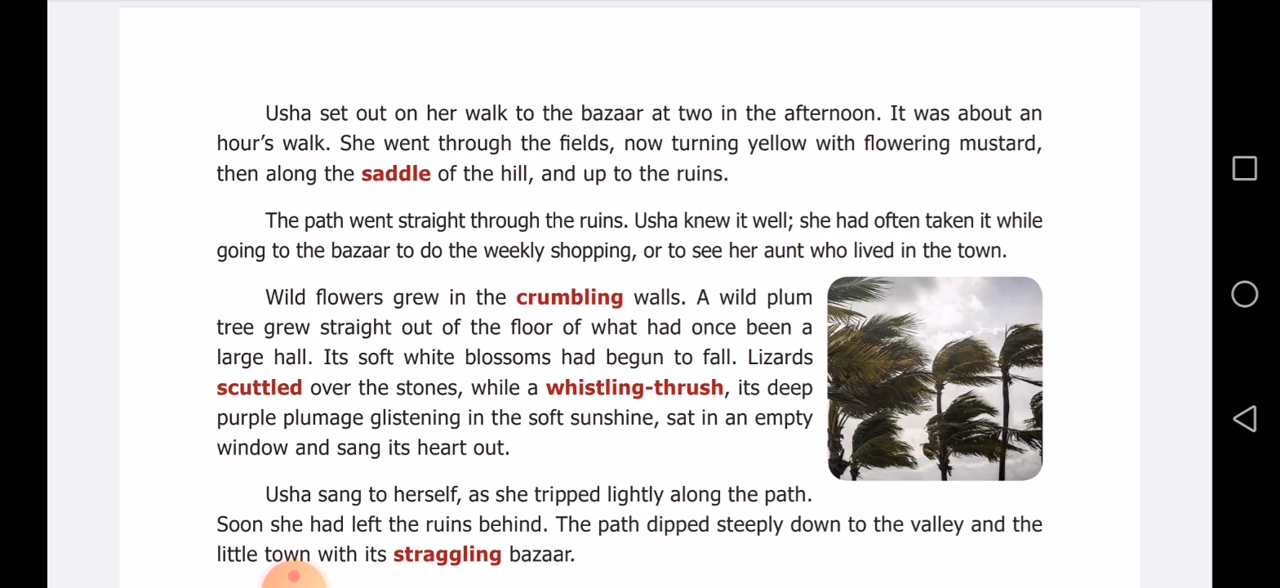 Usha set out on her walk to the bazaar at two in the afternoon. It was about an
hour’s walk. She went through the fields, now turning yellow with flowering mustard,
then along the saddle of the hill, and up to the ruins.
The path went straight through the ruins. Usha knew it well; she had often taken it while
going to the bazaar to do the weekly shopping, or to see her aunt who lived in the town.
Wild flowers grew in the crumbling walls. A wild plum
tree grew straight out of the floor of what had once been a
large hall. Its soft white blossoms had begun to fall. Lizards
scuttled over the stones, while a whistling-thrush, its deep
purple plumage glistening in the soft sunshine, sat in an empty
window and sang its heart out.
Usha sang to herself, as she tripped lightly along the path.
Soon she had left the ruins behind. The path dipped steeply down to the valley and the
little town with its straggling bazaar.